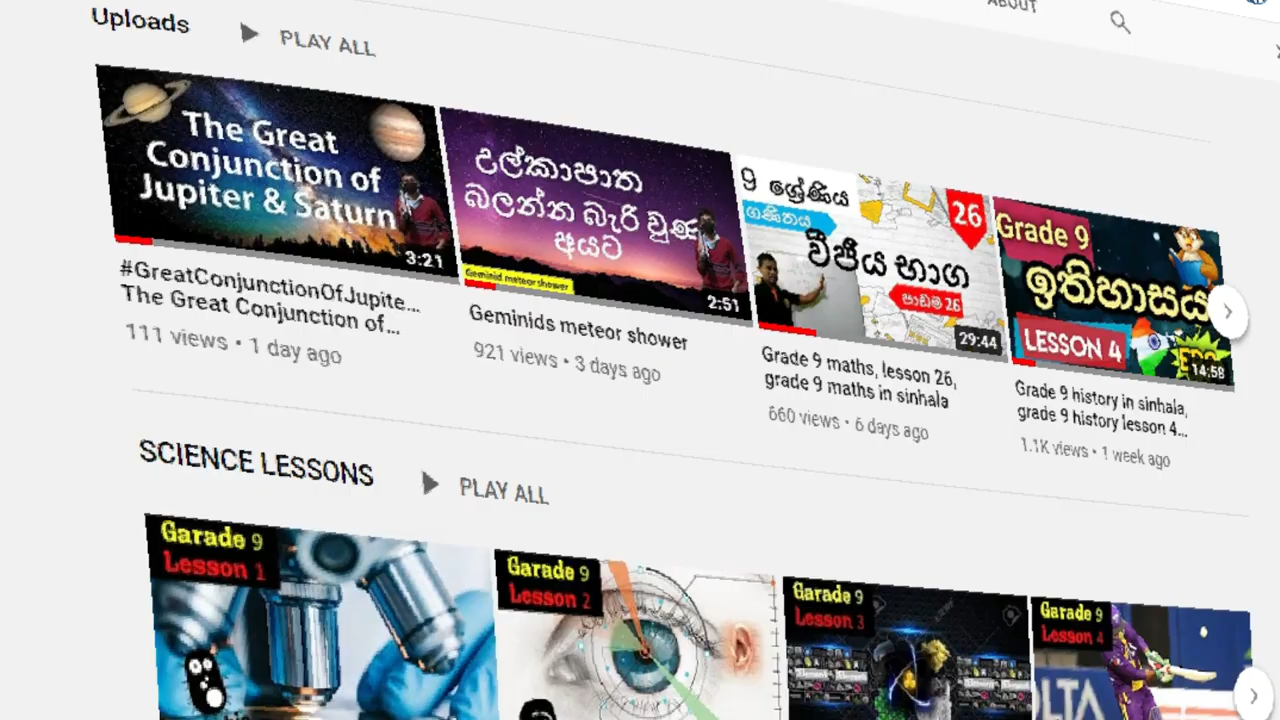 ABOUT
Uploads
PLAY ALL
The Great
Conjunction of
Jupiter & Saturn
3:21
#GreatConjunctionOfJupite...
The Great Conjunction of...
111 views • 1 day ago
උල්කාපාත
බලන්න බැරි වුණ
අයට
Geminid meteor shower
2:51
Geminids meteor shower
921 views • 3 days ago
9 ශ්‍රේණිය
ගණිතය
26
වීජීය භාග
පාඩම 26
29:44
Grade 9 maths, lesson 26,
grade 9 maths in sinhala
660 views • 6 days ago
Grade 9
ඉතිහාසය
LESSON 4
14:58
Grade 9 history in sinhala,
grade 9 history lesson 4...
1.1K views • 1 week ago
SCIENCE LESSONS
PLAY ALL
Garade 9
Lesson 1
Garade 9
Lesson 2
Garade 9
Lesson 3
Garade 9
Lesson 4